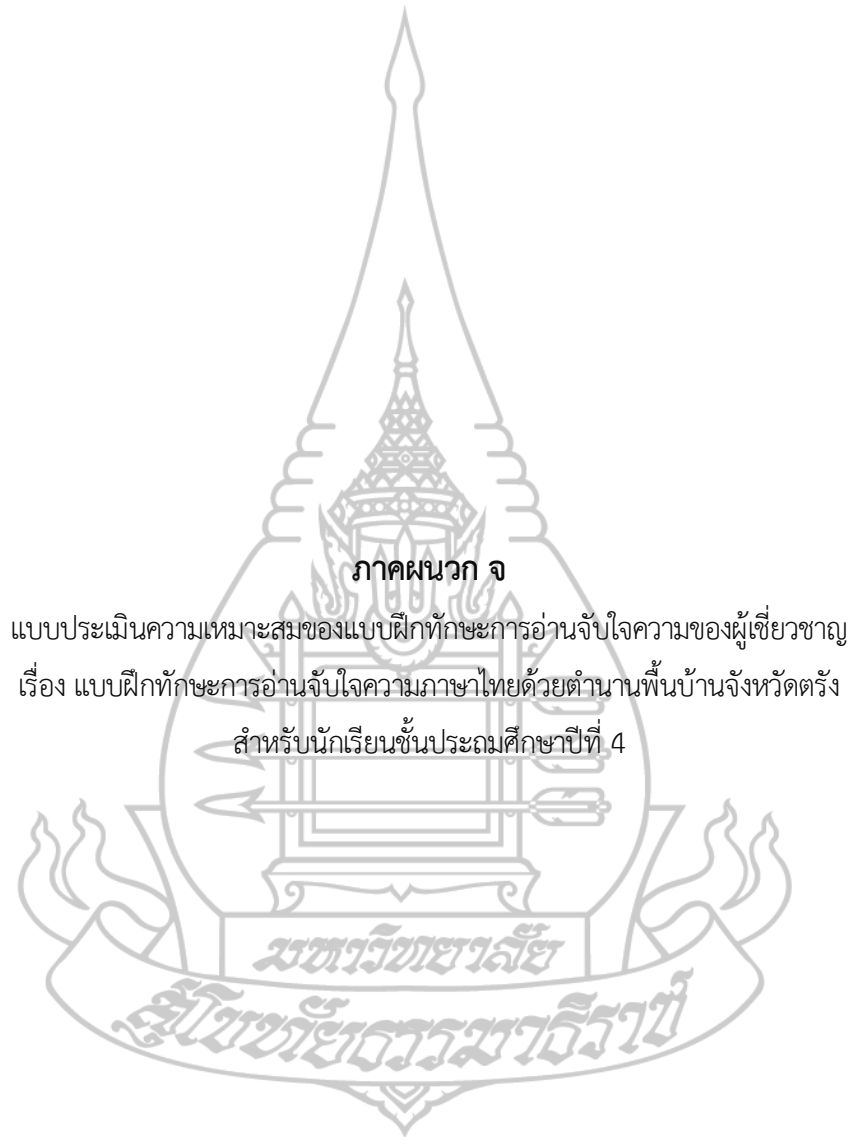 ภาคผนวก จ
แบบประเมินความเหมาะสมของแบบฝึกทักษะการอ่านจับใจความของผู้เชี่ยวชาญ
เรื่อง แบบฝึกทักษะการอ่านจับใจความภาษาไทยด้วยตำนานพื้นบ้านจังหวัดตรัง
สำหรับนักเรียนชั้นประถมศึกษาปีที่ 4
มหาวิทยาลัย
สุโขทัยธรรมาธิราช